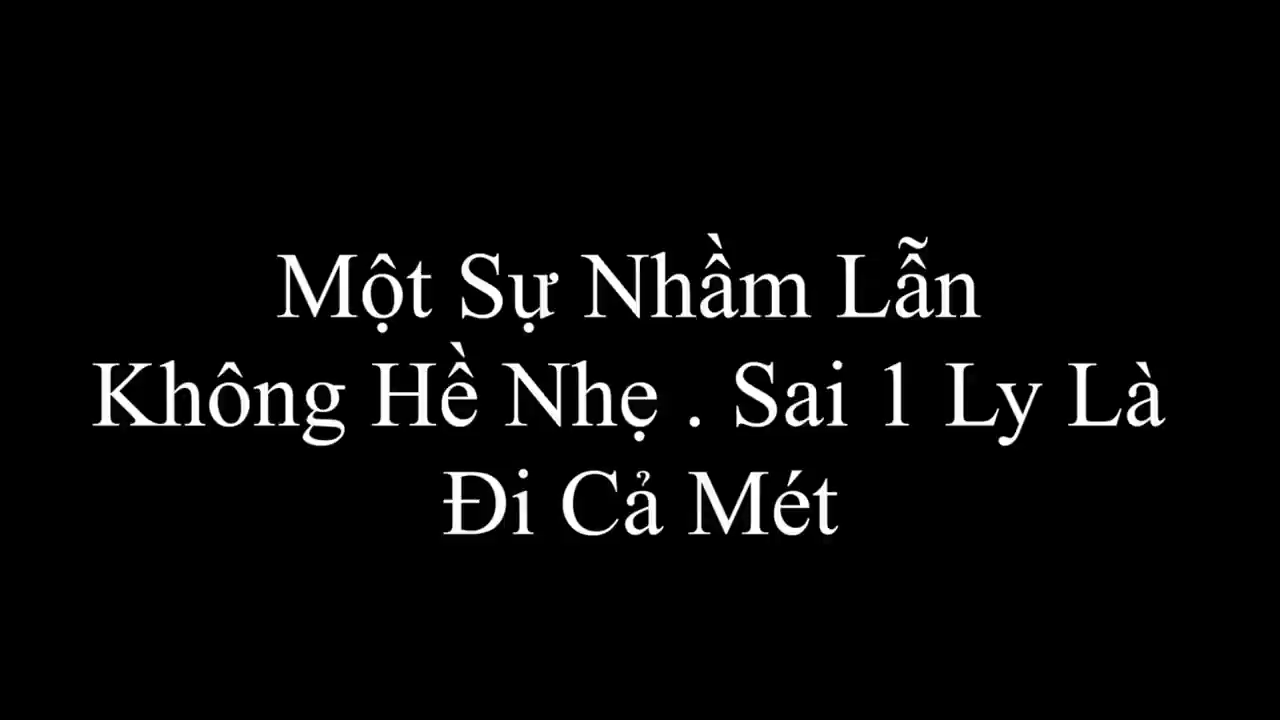 Một Sự Nhầm Lẫn
Không Hề Nhẹ . Sai 1 Ly Là
Đi Cả Mét